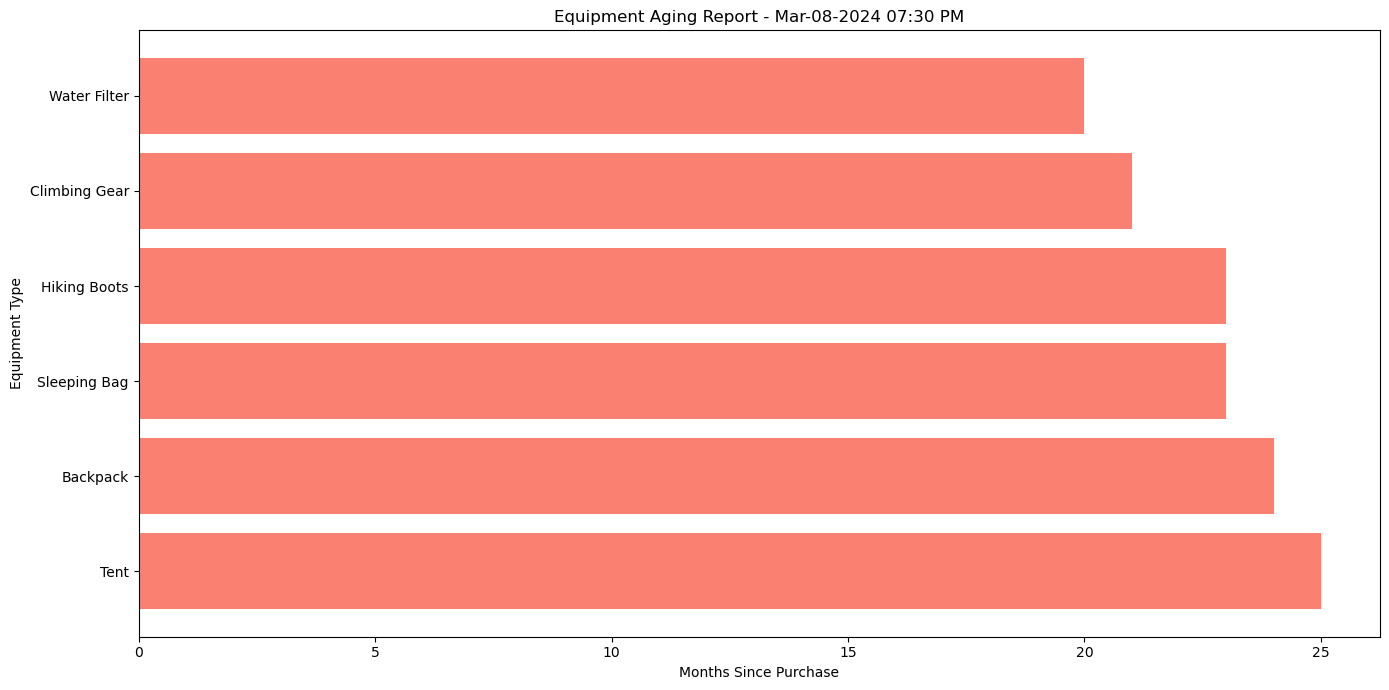 Equipment Aging Report - Mar-08-2024 07:30 PM
Equipment Type
Water Filter
Climbing Gear
Hiking Boots
Sleeping Bag
Backpack
Tent
0 5 10 15 20 25
Months Since Purchase